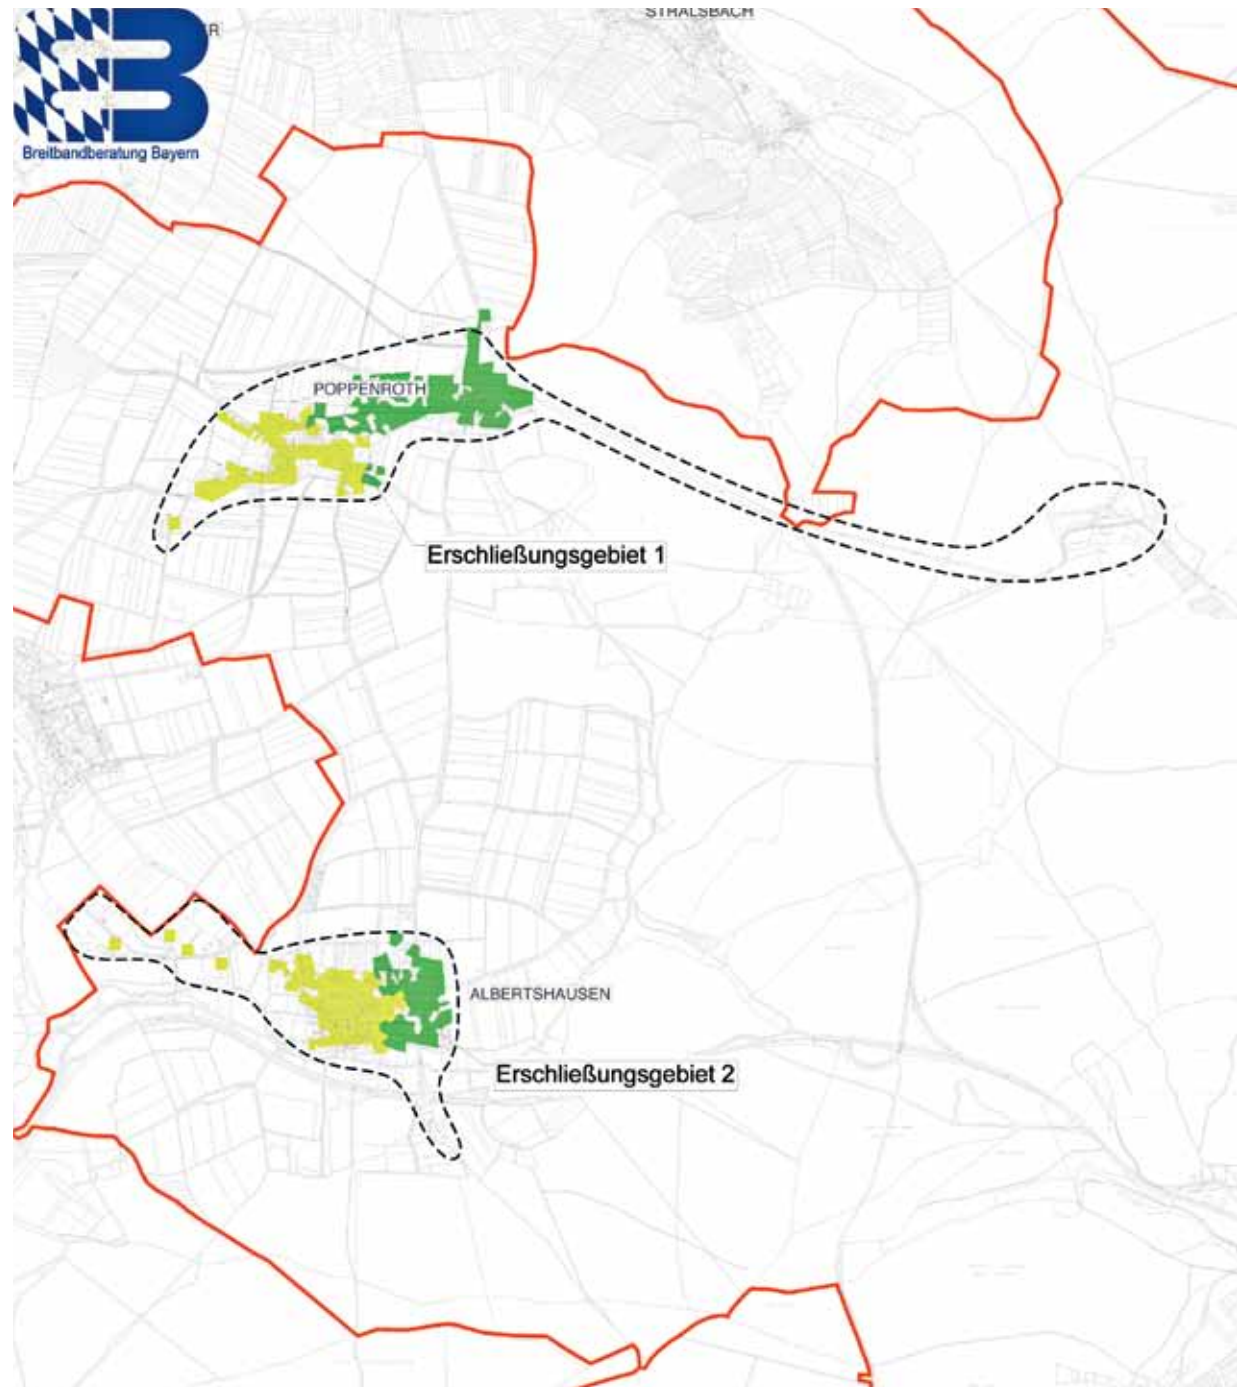 STRALSBACH
R
Breitbandberatung Bayern
POPPENROTH
Erschließungsgebiet 1
ALBERTSHAUSEN
Erschließungsgebiet 2